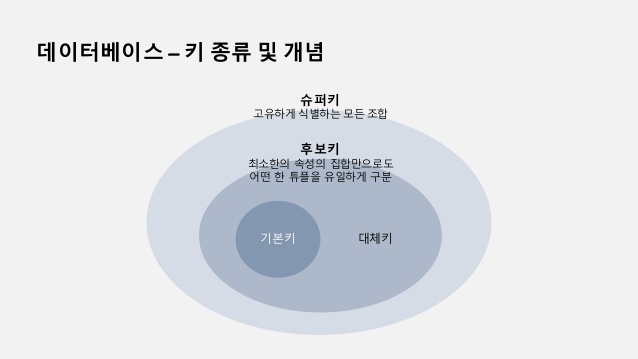 데이터베이스 – 키 종류 및 개념
슈퍼키
고유하게 식별하는 모든 조합
후보키
최소한의 속성의 집합만으로도
어떤 한 튜플을 유일하게 구분
기본키
대체키